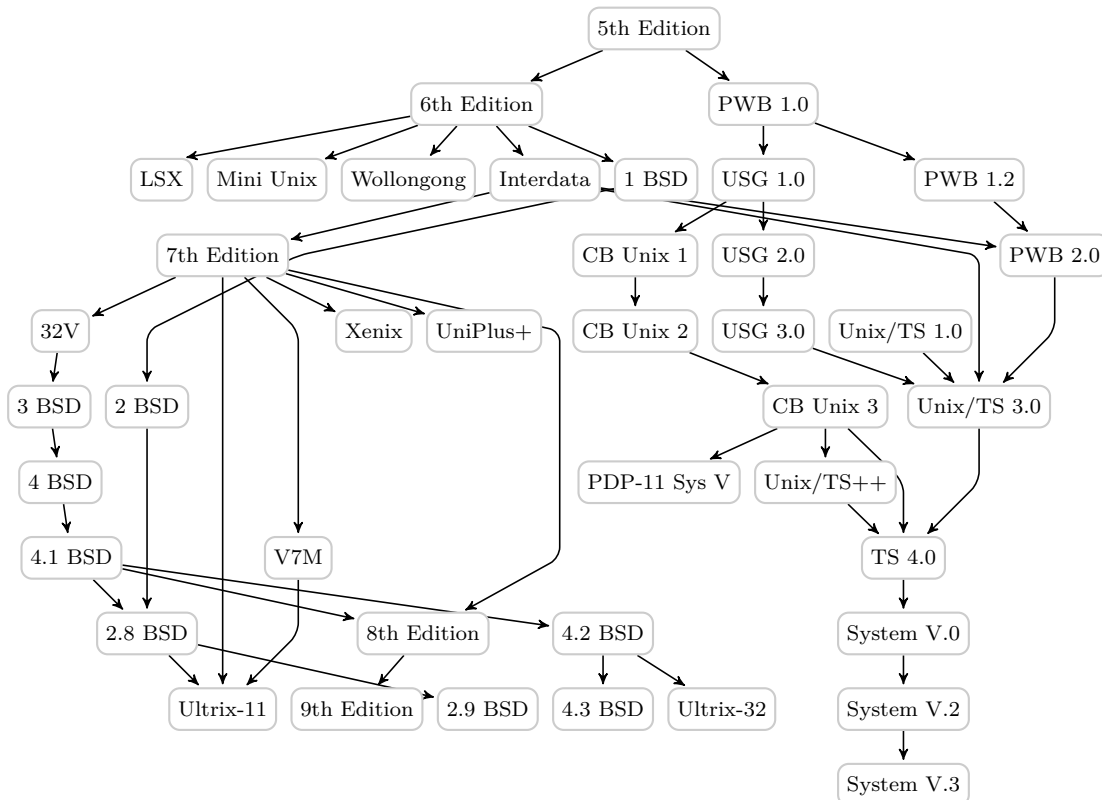 5th Edition
6th Edition
PWB 1.0
LSX
Mini Unix
Wollongong
Interdata
1 BSD
USG 1.0
PWB 1.2
7th Edition
CB Unix 1
USG 2.0
PWB 2.0
32V
Xenix
UniPlus+
CB Unix 2
USG 3.0
Unix/TS 1.0
3 BSD
2 BSD
CB Unix 3
Unix/TS 3.0
4 BSD
PDP-11 Sys V
Unix/TS++
4.1 BSD
V7M
TS 4.0
2.8 BSD
8th Edition
4.2 BSD
System V.0
Ultrix-11
9th Edition
2.9 BSD
4.3 BSD
Ultrix-32
System V.2
System V.3